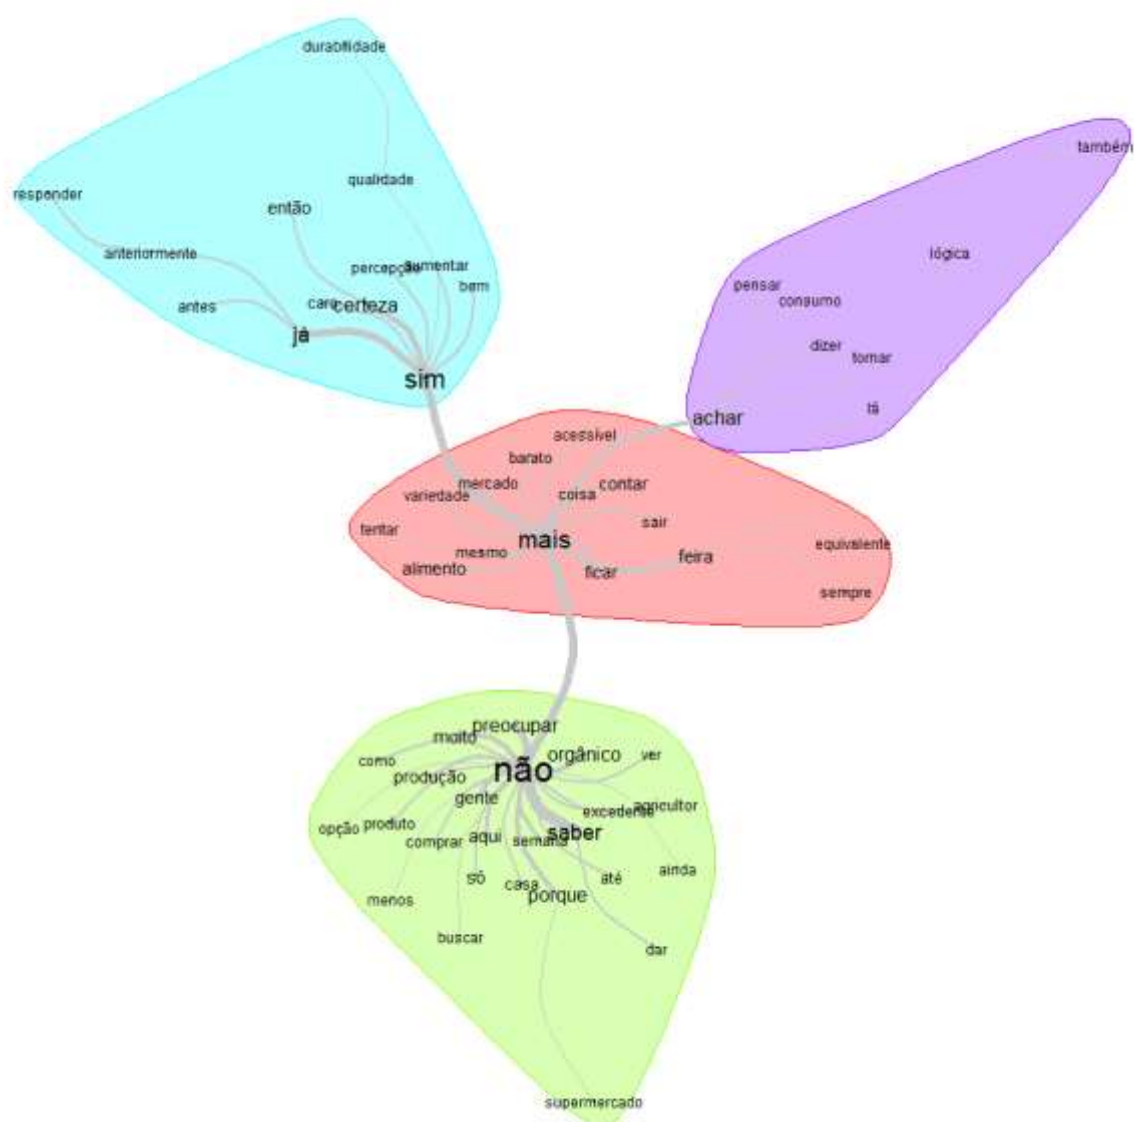 durabilidade
qualidade
responder
então
anteriormente
percepção
aumentar
bem
antes
caro
certeza
já
sim
também
lógica
pensar
consumo
dizer
tornar
lá
achar
acessível
barato
mercado
contar
variedade
coisa
tentar
sair
mais
mesmo
equivalente
alimento
ficar
feira
sempre
preocupar
muito
orgânico
ver
como
não
produção
gente
excedente
agricultor
opção
produto
comprar
aqui
semana
saber
só
casa
até
ainda
menos
porque
buscar
dar
supermercado